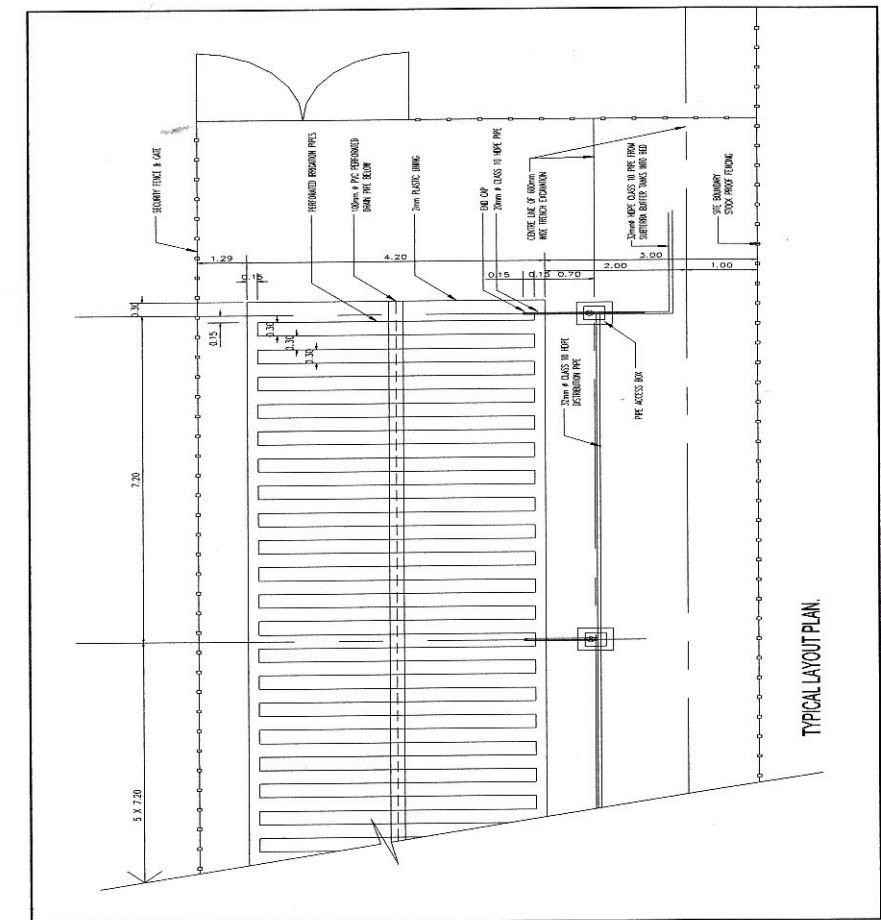 SECURITY FENCE & GATE
PERFORATED IRRIGATION PIPES
100mm ø PVC PERFORATED
DRAIN PIPE BELOW
2mm PLASTIC LINING
END CAP
20mm ø CLASS 10 HDPE PIPE
CENTRE LINE OF 600mm
WIDE TRENCH EXCAVATION
32mmø HDPE CLASS 10 PIPE FROM
SUBTERRA BUFFER TANKS INTO BED
SITE BOUNDARY
STOCK PROOF FENCING
1.29
4.20
3.00
2.00
1.00
0.15
0.15
0.15
0.70
0.30
0.15
0.30
0.30
0.30
7.20
5 X 7.20
32mm ø CLASS 10 HDPE
DISTRIBUTION PIPE
PIPE ACCESS BOX
TYPICAL LAYOUT PLAN.